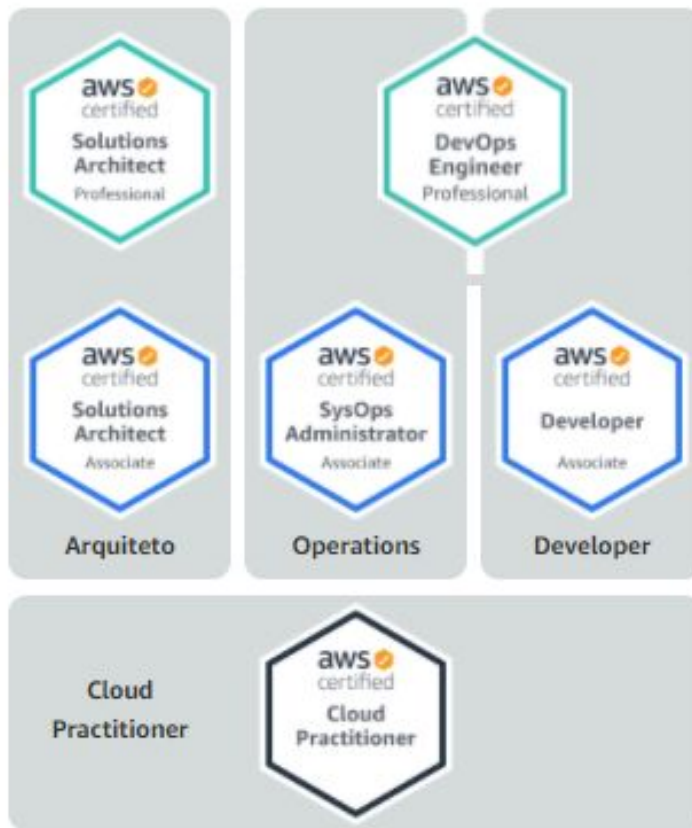 aws
certified
Solutions
Architect
Professional
aws
certified
DevOps
Engineer
Professional
aws
certified
Solutions
Architect
Associate
aws
certified
SysOps
Administrator
Associate
aws
certified
Developer
Associate
Arquiteto
Operations
Developer
Cloud
Practitioner
aws
certified
Cloud
Practitioner